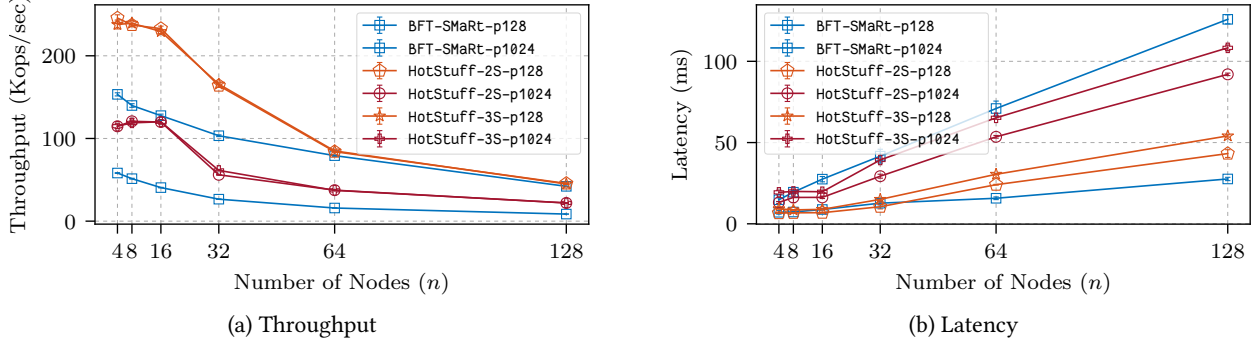 Throughput (Kops/sec)
200
100
0
BFT-SMaRt-p128
BFT-SMaRt-p1024
HotStuff-2S-p128
HotStuff-2S-p1024
HotStuff-3S-p128
HotStuff-3S-p1024
4 8 16 32 64 128
Number of Nodes (n)
(a) Throughput
Latency (ms)
100
50
0
BFT-SMaRt-p128
BFT-SMaRt-p1024
HotStuff-2S-p128
HotStuff-2S-p1024
HotStuff-3S-p128
HotStuff-3S-p1024
4 8 16 32 64 128
Number of Nodes (n)
(b) Latency